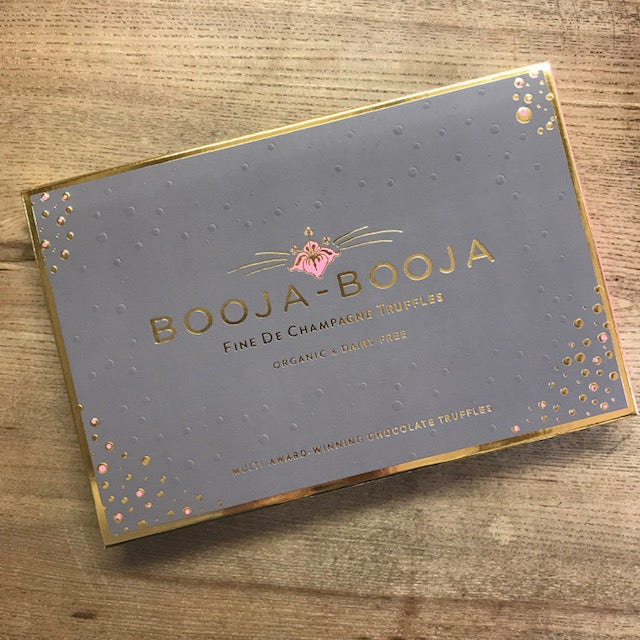 BOOJA-BOOJA
FINE DE CHAMPAGNE TRUFFLES
ORGANIC & DAIRY FREE
MULTI AWARD-WINNING CHOCOLATE TRUFFLES